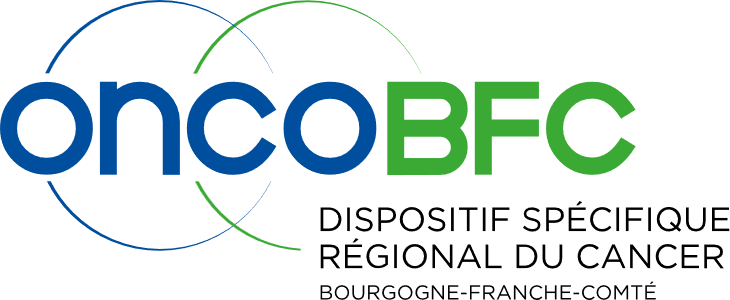 oncoBFC
DISPOSITIF SPÉCIFIQUE
RÉGIONAL DU CANCER
BOURGOGNE-FRANCHE-COMTÉ